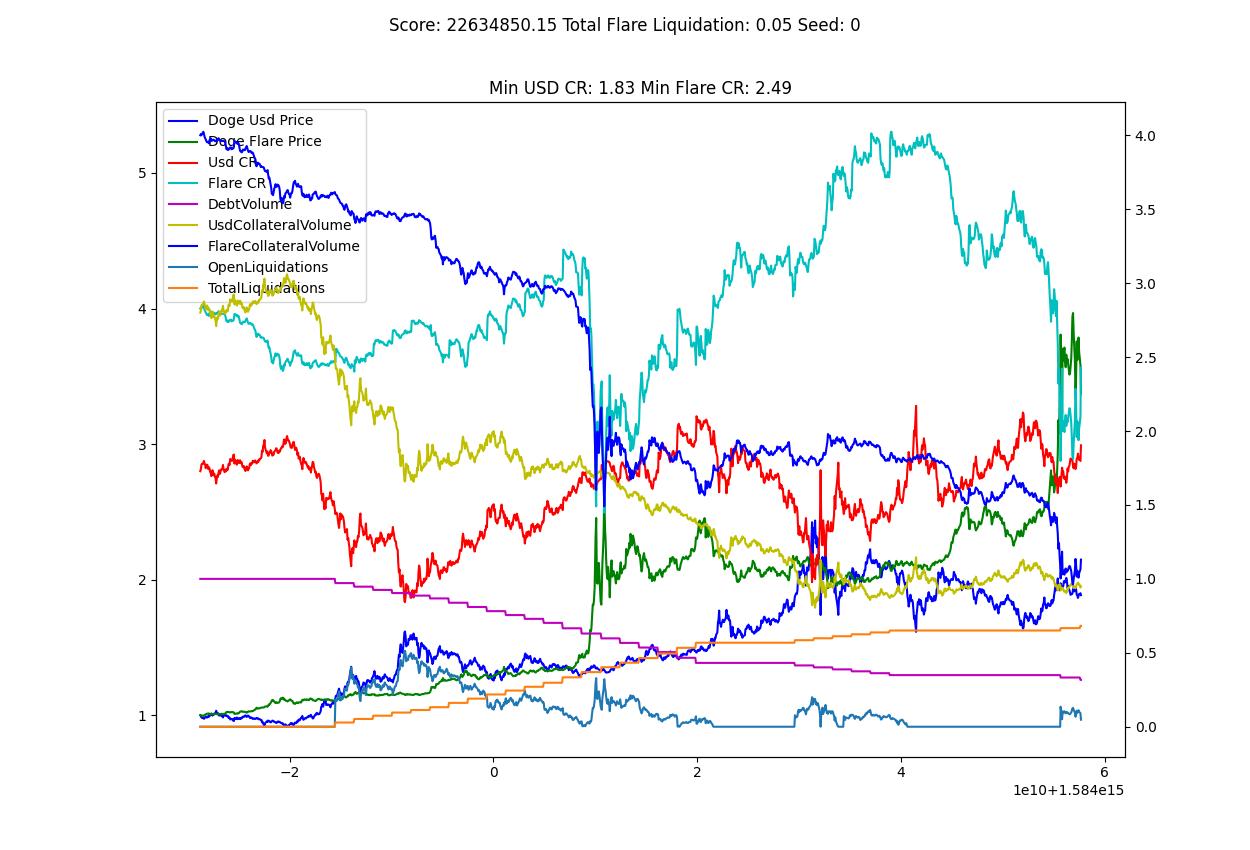 Score: 22634850.15 Total Flare Liquidation: 0.05 Seed: 0
Min USD CR: 1.83 Min Flare CR: 2.49
Doge Usd Price
Doge Flare Price
Usd CR
Flare CR
DebtVolume
UsdCollateralVolume
FlareCollateralVolume
OpenLiquidations
TotalLiquidations
5
4
3
2
1
4.0
3.5
3.0
2.5
2.0
1.5
1.0
0.5
0.0
−2 0 2 4 6
1e10+1.584e15